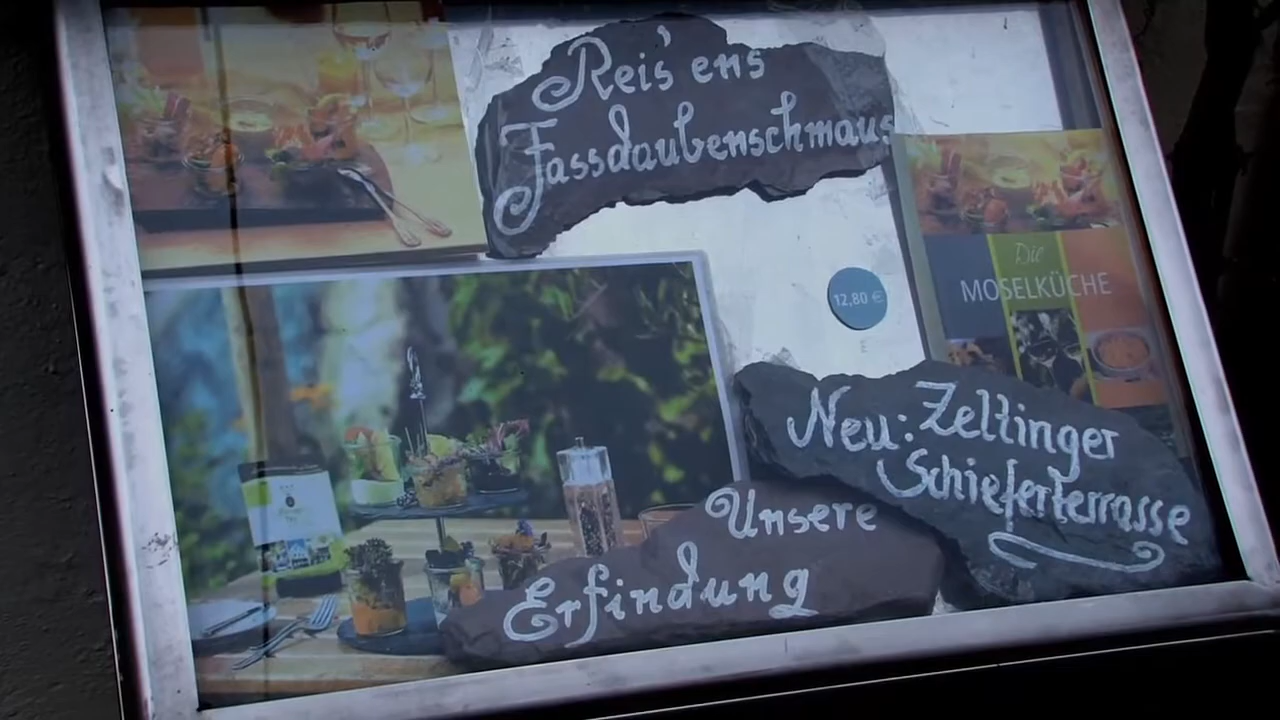 Reis' ens
Fassdaubenschmaus
12,80 €
Die
MOSELKÜCHE
Neu: Zeltinger
Schieferterrasse
Unsere
Erfindung